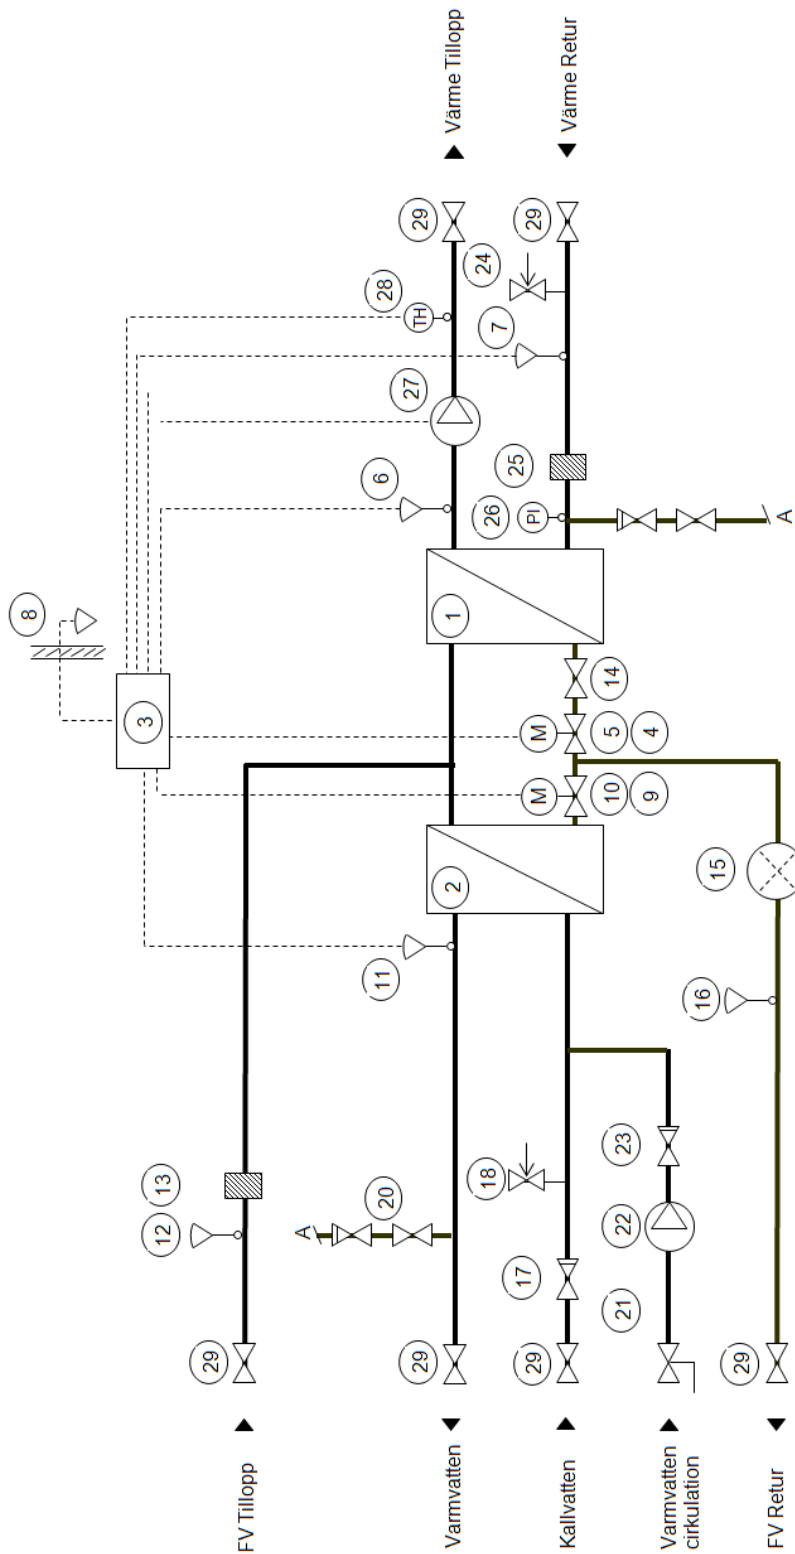 8
3
12
13
29
FV Tillopp
A
20
11
6
27
28
TH
29
29
2
1
Varmvatten
Värme Tillopp
18
26
7
24
25
17
29
29
PI
M
M
Kallvatten
Värme Retur
10
5
14
21
22
23
9
4
Varmvatten
cirkulation
16
15
29
FV Retur
A